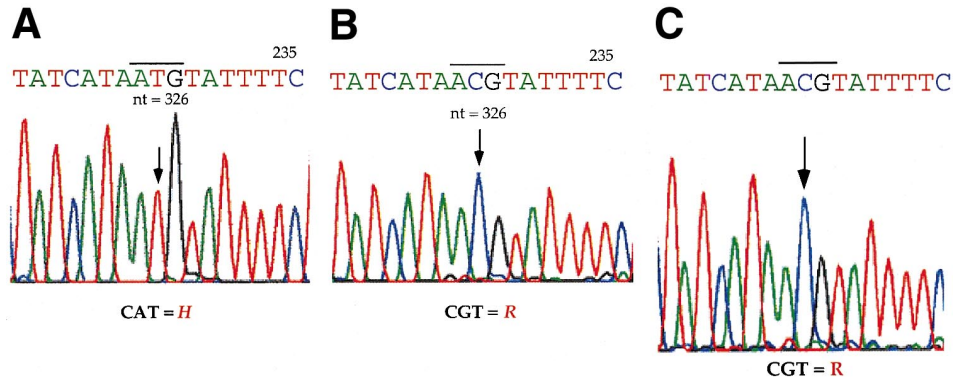 A
235
TATCATAATGTATTTTC
nt = 326
CAT = H
B
235
TATCATAACGTATTTTC
nt = 326
CGT = R
C
TATCATAACGTATTTTC
CGT = R